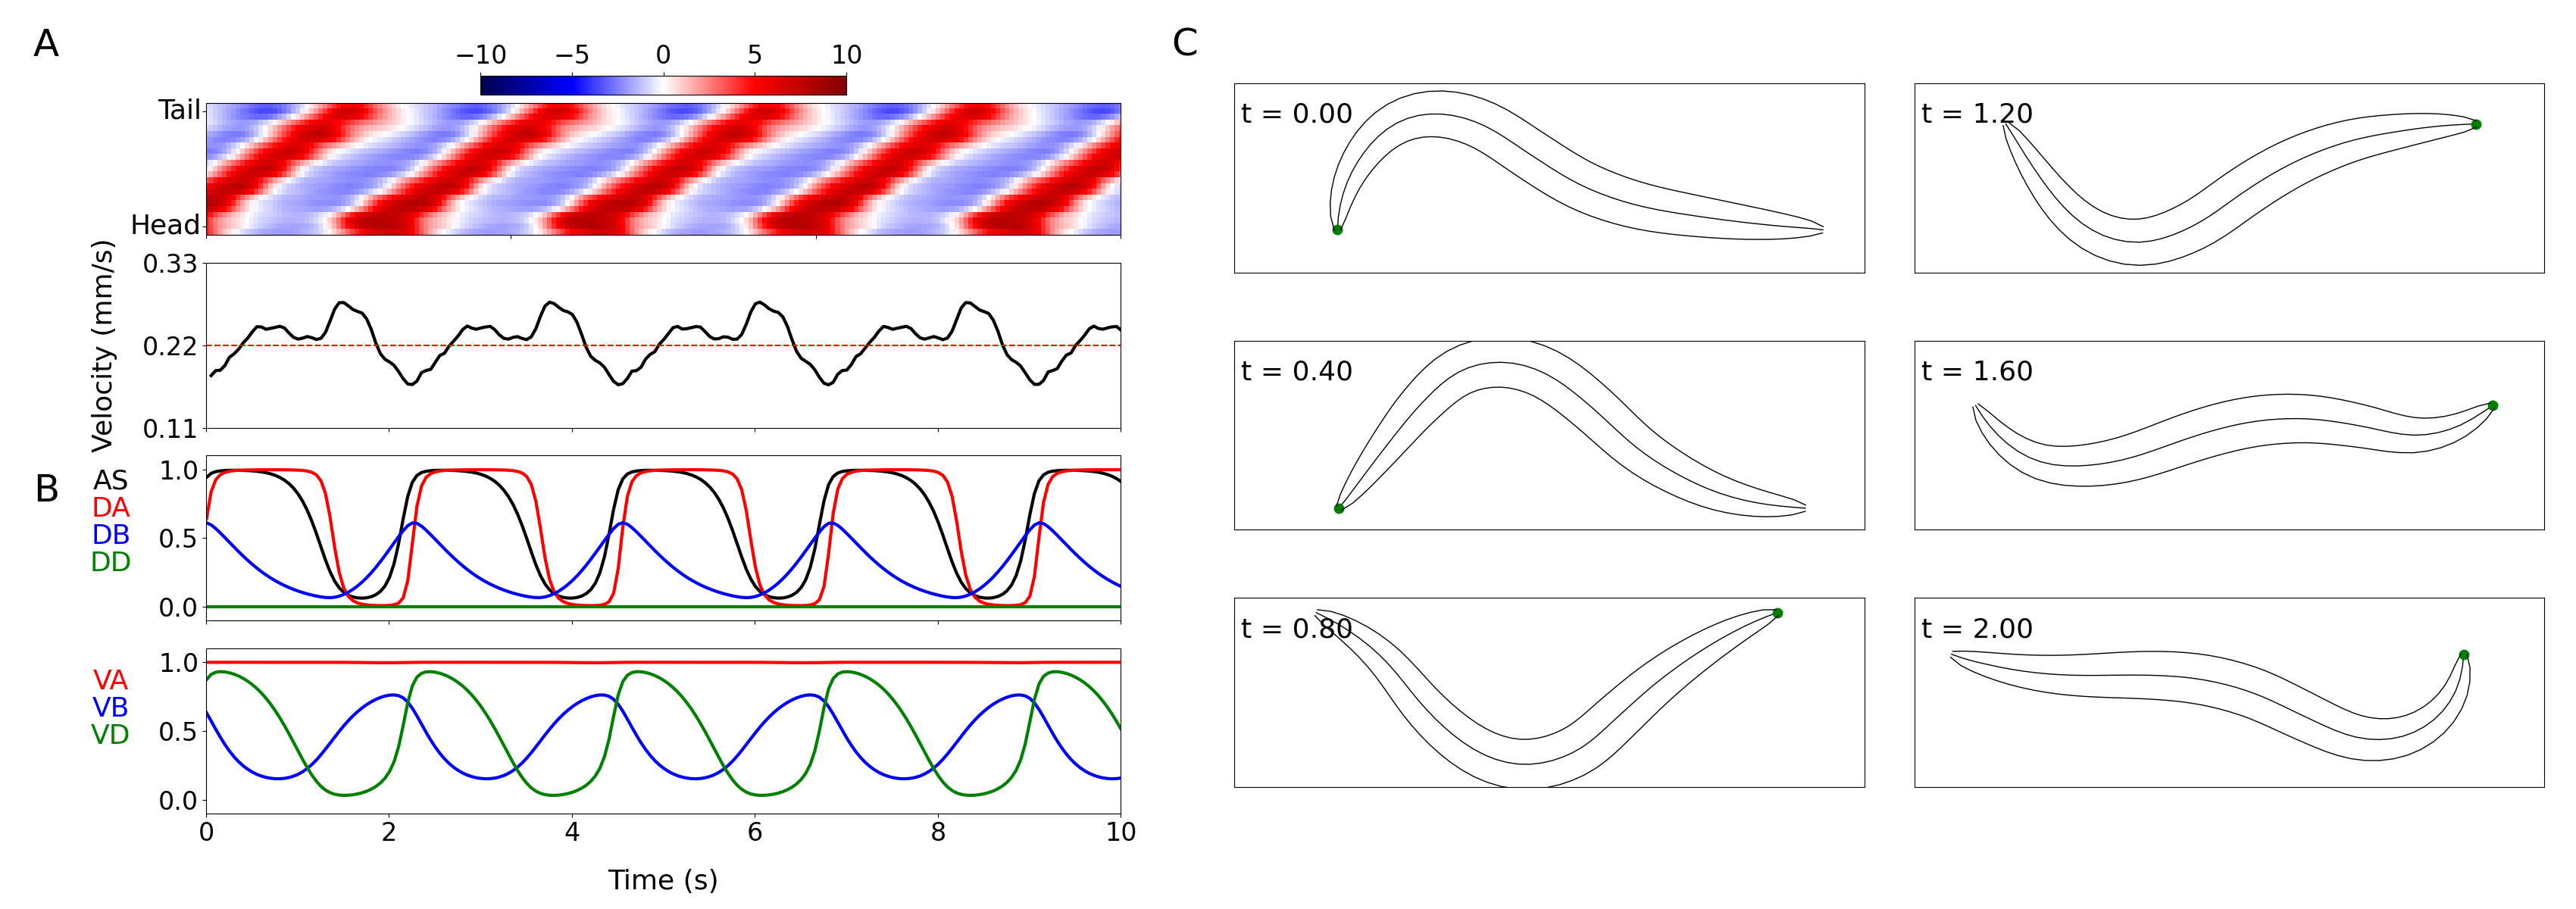 A
−10 −5 0 5 10
Tail
Head
Velocity (mm/s)
0.33
0.22
0.11
B
AS
DA
DB
DD
1.0
0.5
0.0
VA
VB
VD
1.0
0.5
0.0
0 2 4 6 8 10
Time (s)
C
t = 0.00
t = 1.20
t = 0.40
t = 1.60
t = 0.80
t = 2.00